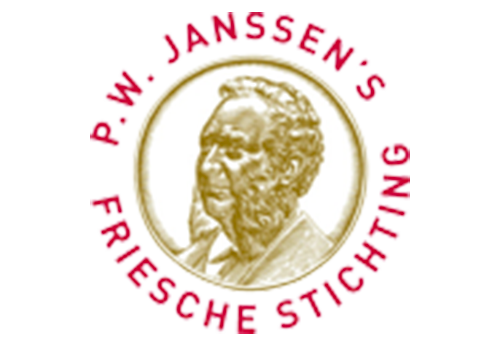 P.W. JANSSEN'S
FRIESCHE STICHTING